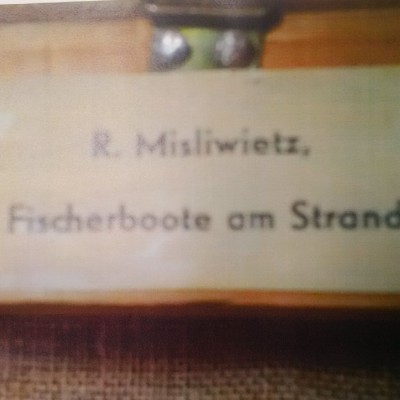 R. Misliwietz,
Fischerboote am Strand